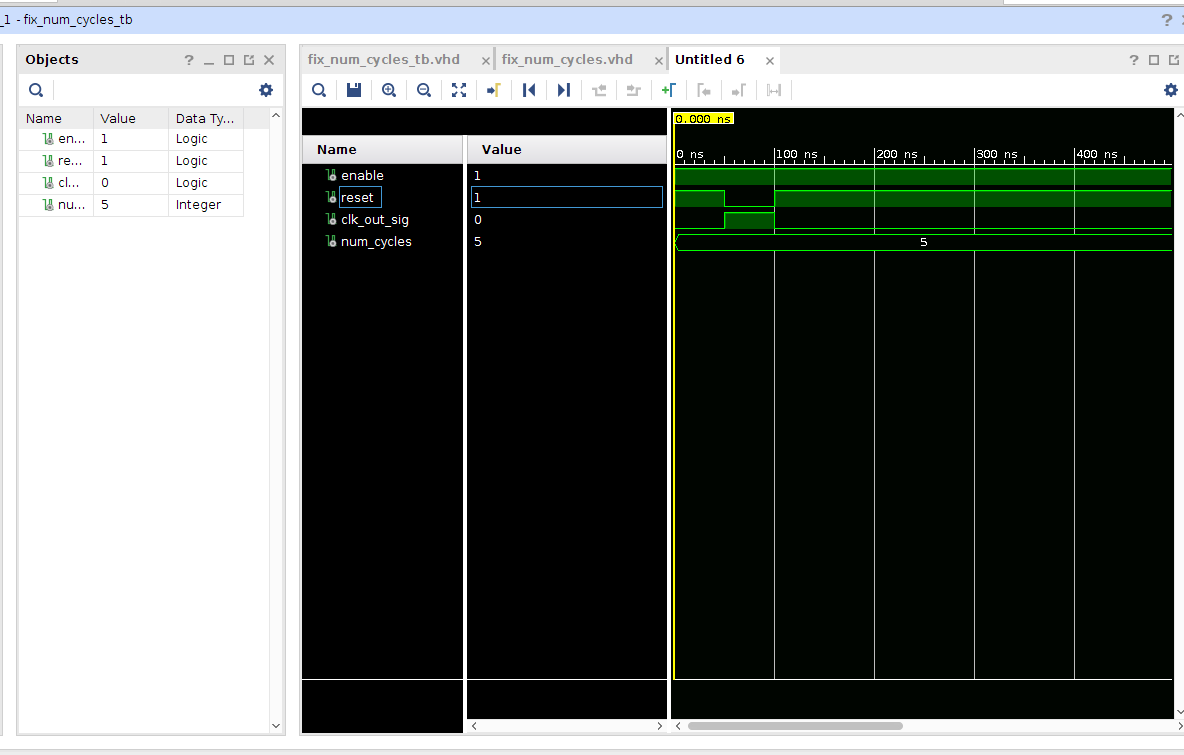 _1 - fix_num_cycles_tb ?
Objects ?
Name Value Data Ty...
en... 1 Logic
re... 1 Logic
cl... 0 Logic
nu... 5 Integer
fix_num_cycles_tb.vhd × fix_num_cycles.vhd × Untitled 6 × ?
Name Value
enable 1
reset 1
clk_out_sig 0
num_cycles 5
0.000 ns
0 ns 100 ns 200 ns 300 ns 400 ns
5